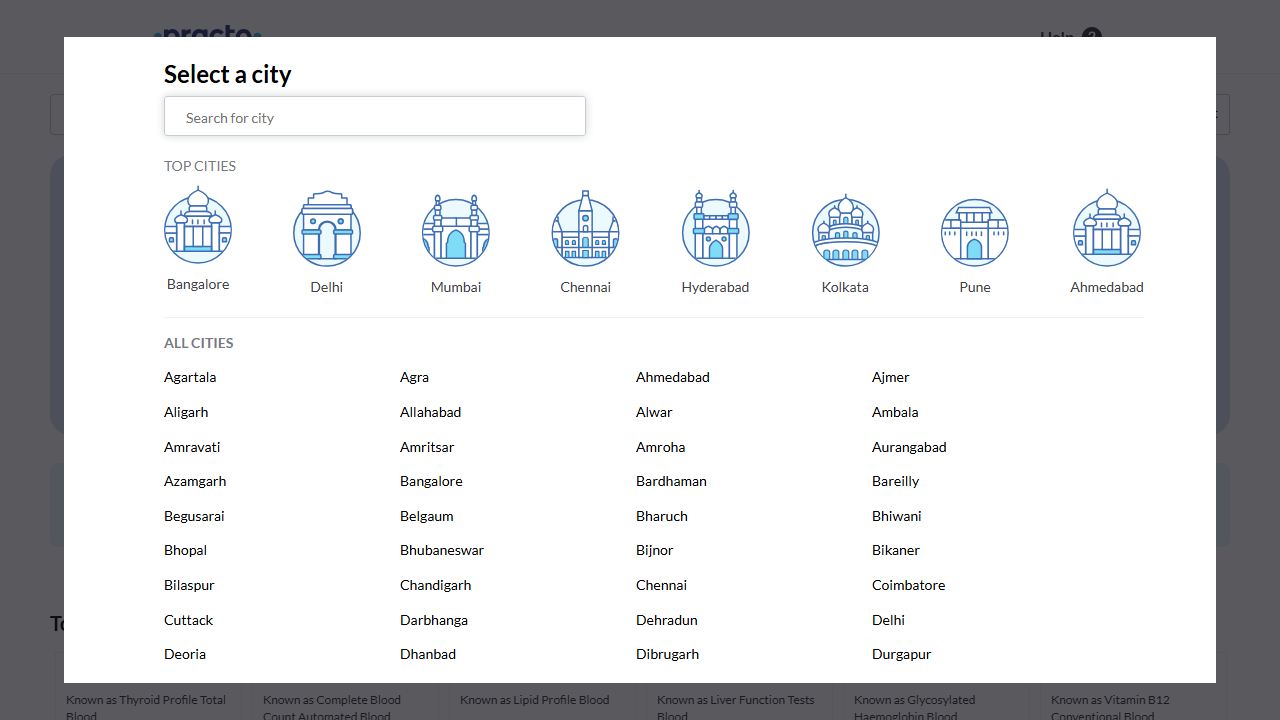 practo
Help
Select a city
Search for city
TOP CITIES
Bangalore
Delhi
Mumbai
Chennai
Hyderabad
Kolkata
Pune
Ahmedabad
ALL CITIES
Agartala Agra Ahmedabad Ajmer
Aligarh Allahabad Alwar Ambala
Amravati Amritsar Amroha Aurangabad
Azamgarh Bangalore Bardhaman Bareilly
Begusarai Belgaum Bharuch Bhiwani
Bhopal Bhubaneswar Bijnor Bikaner
Bilaspur Chandigarh Chennai Coimbatore
Cuttack Darbhanga Dehradun Delhi
Deoria Dhanbad Dibrugarh Durgapur
Known as Thyroid Profile Total
Blood
Known as Complete Blood
Count Automated Blood
Known as Lipid Profile Blood
Known as Liver Function Tests
Blood
Known as Glycosylated
Haemoglobin Blood
Known as Vitamin B12
Conventional Blood